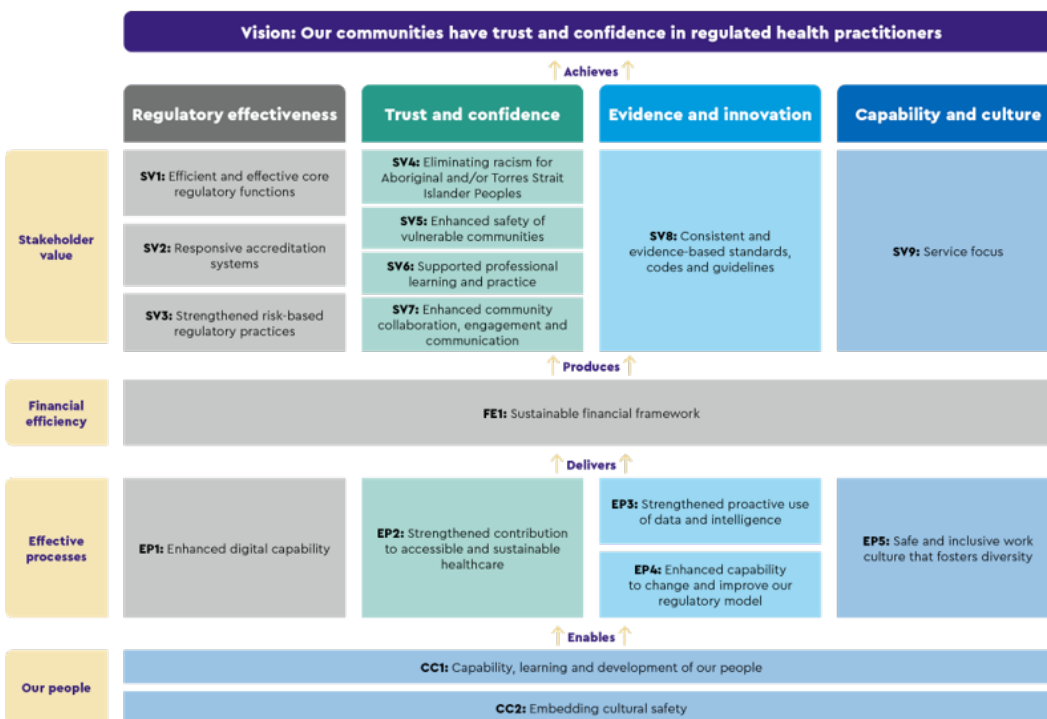 Vision: Our communities have trust and confidence in regulated health practitioners
Achieves
Regulatory effectiveness
Trust and confidence
Evidence and innovation
Capability and culture
Stakeholder
value
SV1: Efficient and effective core
regulatory functions
SV2: Responsive accreditation
systems
SV3: Strengthened risk-based
regulatory practices
SV4: Eliminating racism for
Aboriginal and/or Torres Strait
Islander Peoples
SV5: Enhanced safety of
vulnerable communities
SV6: Supported professional
learning and practice
SV7: Enhanced community
collaboration, engagement and
communication
SV8: Consistent and
evidence-based standards,
codes and guidelines
SV9: Service focus
Produces
Financial
efficiency
FE1: Sustainable financial framework
Delivers
Effective
processes
EP1: Enhanced digital capability
EP2: Strengthened contribution
to accessible and sustainable
healthcare
EP3: Strengthened proactive use
of data and intelligence
EP4: Enhanced capability
to change and improve our
regulatory model
EP5: Safe and inclusive work
culture that fosters diversity
Enables
Our people
CC1: Capability, learning and development of our people
CC2: Embedding cultural safety